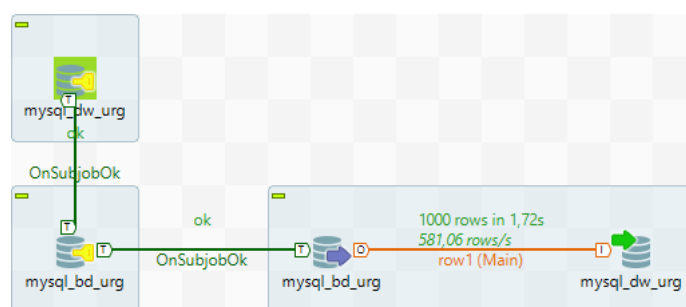 mysql_dw_urg
ok
OnSubjobOk
mysql_bd_urg
ok
OnSubjobOk
1000 rows in 1,72s
581,06 rows/s
row1 (Main)
mysql_bd_urg
mysql_dw_urg
T
T
T
T
O
I